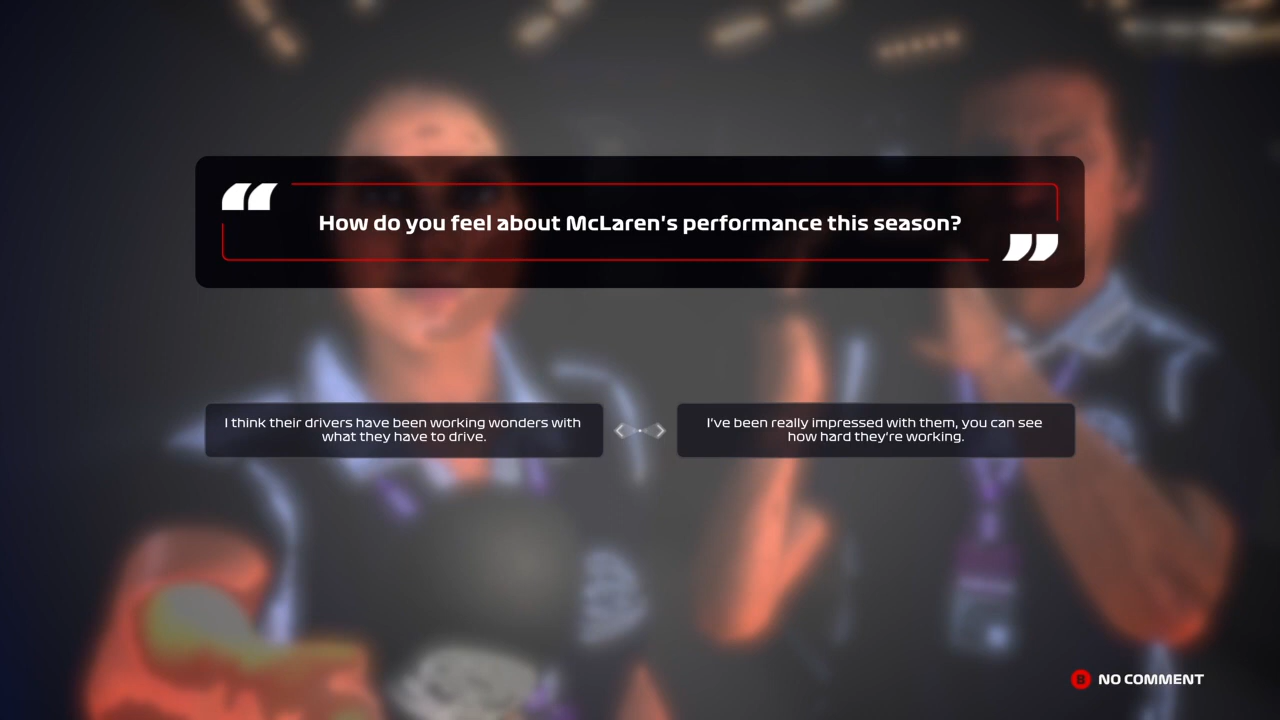 How do you feel about McLaren's performance this season?
I think their drivers have been working wonders with
what they have to drive.
I've been really impressed with them, you can see
how hard they're working.
B NO COMMENT